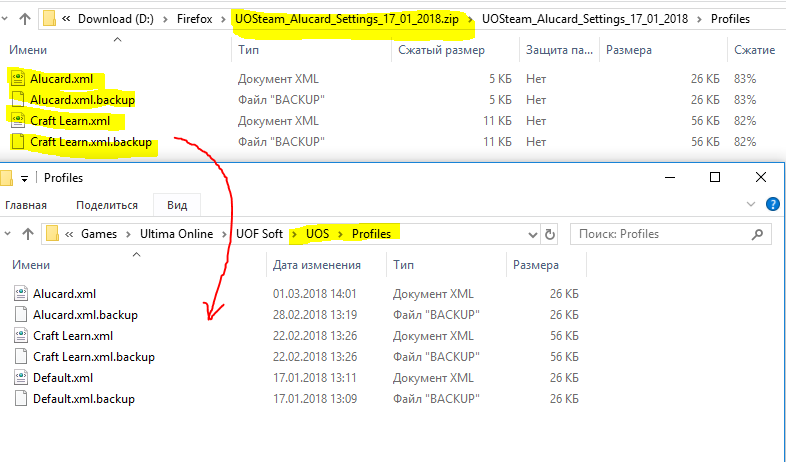 Download (D:) > Firefox > UOSteam_Alucard_Settings_17_01_2018.zip > UOSteam_Alucard_Settings_17_01_2018 > Profiles
Имени Тип Сжатый размер Защита па... Размер Сжатие
Alucard.xml Документ XML 5 КБ Нет 26 КБ 83%
Alucard.xml.backup Файл "BACKUP" 5 КБ Нет 26 КБ 83%
Craft Learn.xml Документ XML 11 КБ Нет 56 КБ 82%
Craft Learn.xml.backup Файл "BACKUP" 11 КБ Нет 56 КБ 82%
Profiles
Главная Поделиться Вид
Games > Ultima Online > UOF Soft > UOS > Profiles Поиск: Profiles
Имени Дата изменения Тип Размера
Alucard.xml 01.03.2018 14:01 Документ XML 26 КБ
Alucard.xml.backup 28.02.2018 13:19 Файл "BACKUP" 26 КБ
Craft Learn.xml 22.02.2018 13:26 Документ XML 56 КБ
Craft Learn.xml.backup 22.02.2018 13:26 Файл "BACKUP" 56 КБ
Default.xml 17.01.2018 13:11 Документ XML 26 КБ
Default.xml.backup 17.01.2018 13:09 Файл "BACKUP" 26 КБ